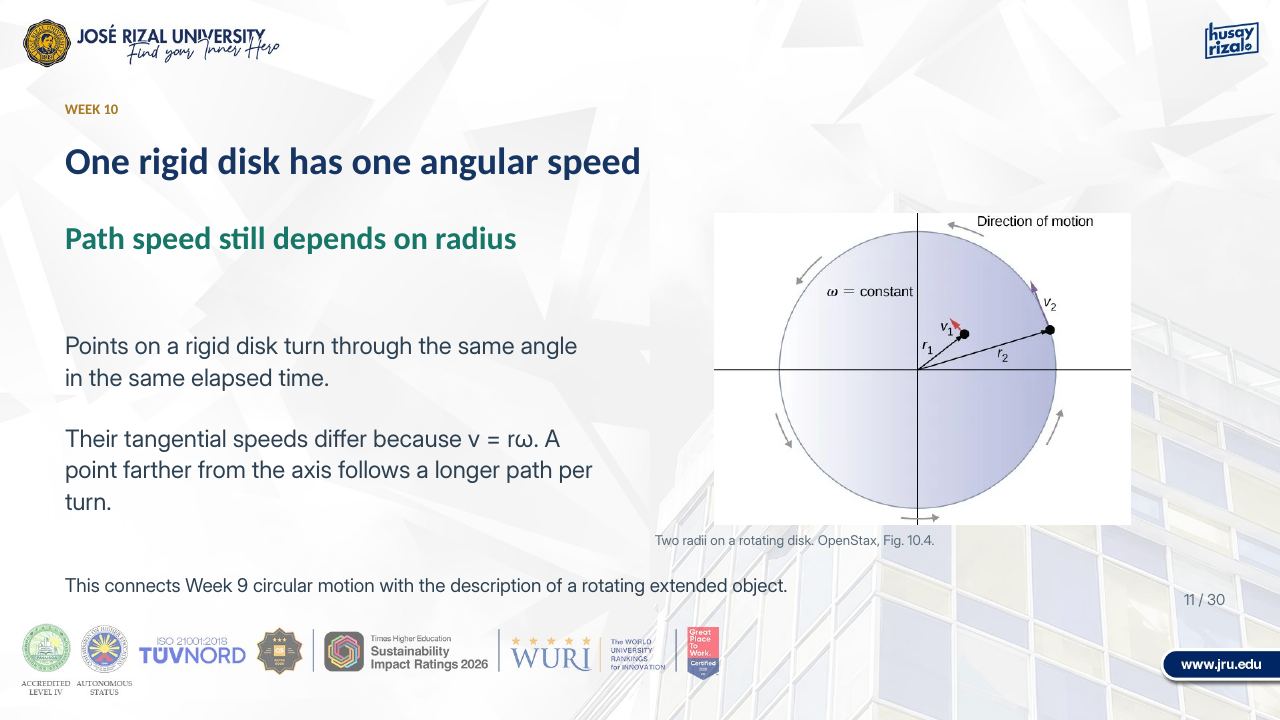 JOSÉ RIZAL UNIVERSITY
Find your Inner Hero
husay
rizal
WEEK 10
One rigid disk has one angular speed
Path speed still depends on radius
Points on a rigid disk turn through the same angle
in the same elapsed time.
Their tangential speeds differ because v = rω. A
point farther from the axis follows a longer path per
turn.
Direction of motion
ω = constant
v₂
v₁
r₁
r₂
Two radii on a rotating disk. OpenStax, Fig. 10.4.
This connects Week 9 circular motion with the description of a rotating extended object.
11 / 30
ISO 21001:2018
TÜVNORD
Times Higher Education
Sustainability
Impact Ratings 2026
WURI
The WORLD
UNIVERSITY
RANKINGS
for INNOVATION
Great
Place
To
Work.
Certified
ACCREDITED
LEVEL IV
AUTONOMOUS
STATUS
www.jru.edu